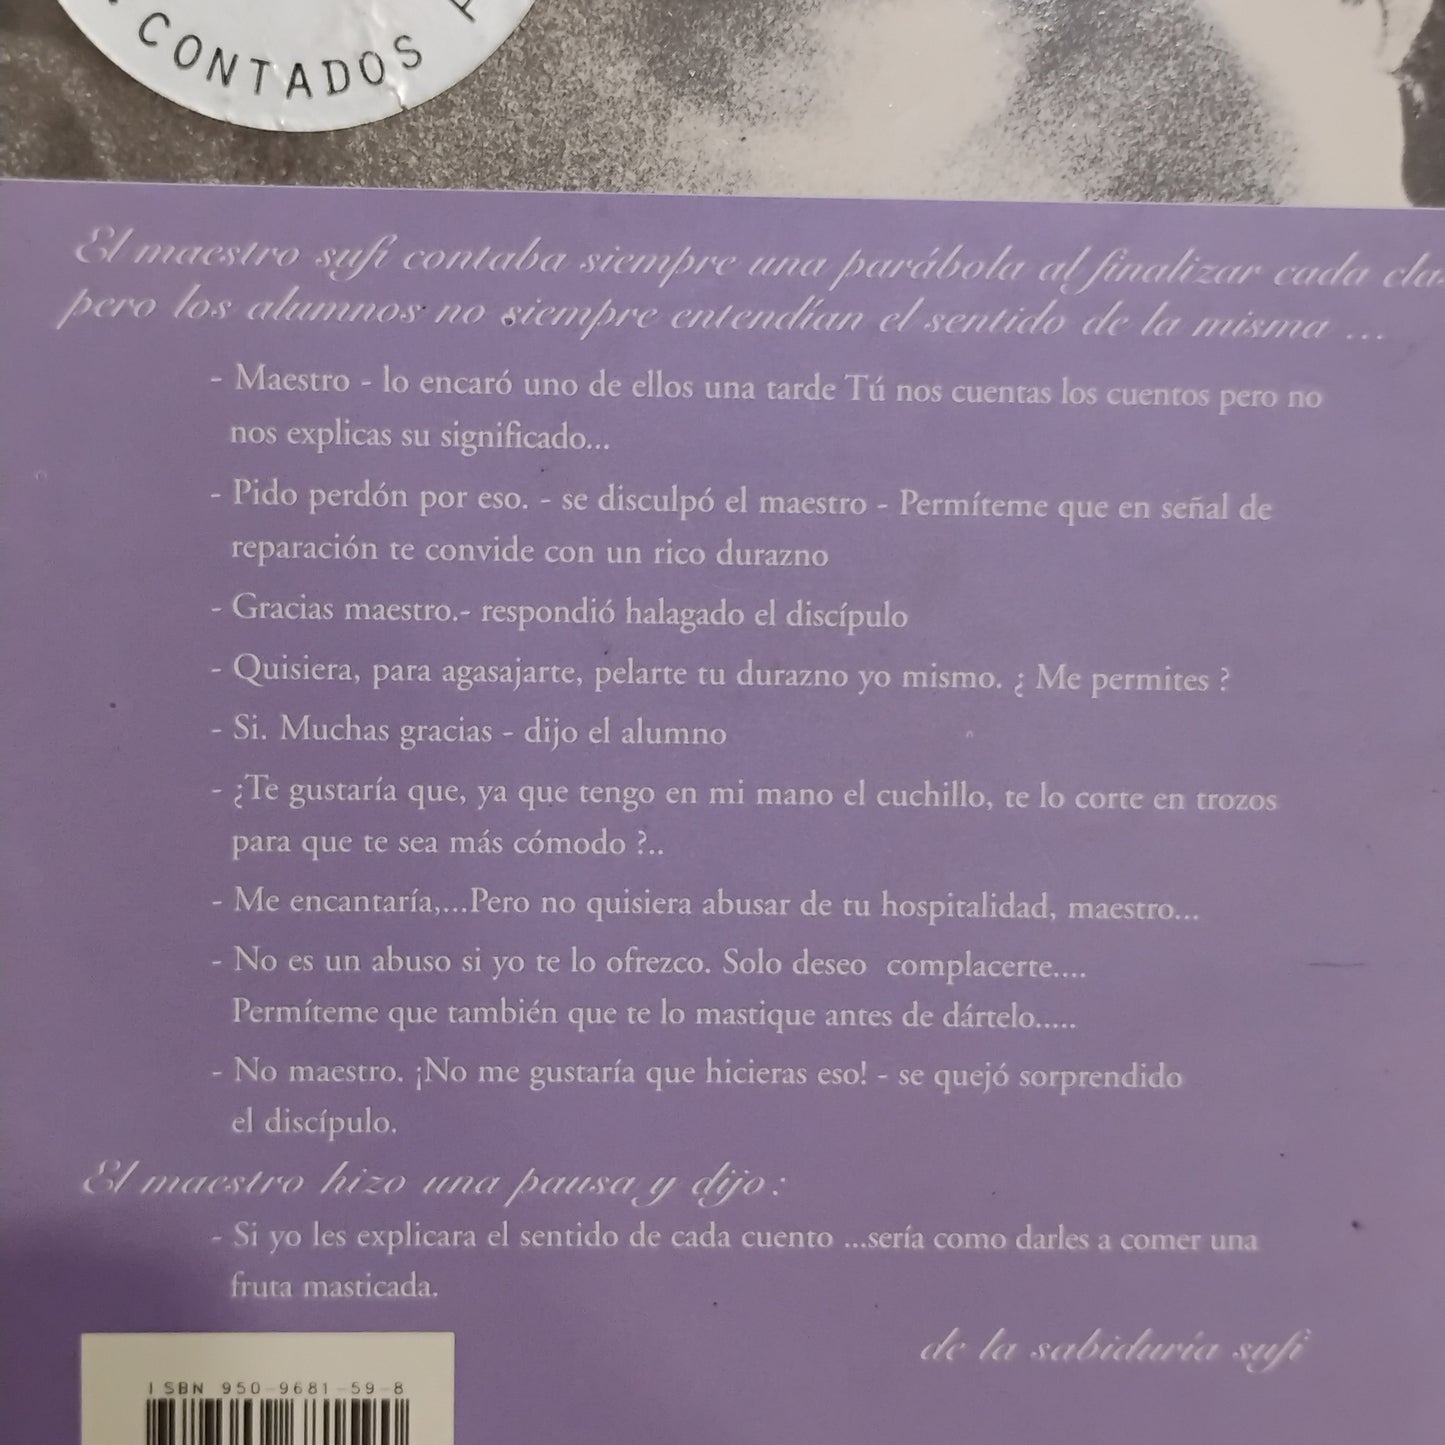 CONTADOS
El maestro sufi contaba siempre una parábola al finalizar cada
pero los alumnos no siempre entendían el sentido de la misma ...
- Maestro - lo encaró uno de ellos una tarde Tú nos cuentas los cuentos pero no
nos explicas su significado...
- Pido perdón por eso. - se disculpó el maestro - Permíteme que en señal de
reparación te convide con un rico durazno
- Gracias maestro.- respondió halagado el discípulo
- Quisiera, para agasajarte, pelarte tu durazno yo mismo. ¿ Me permites ?
- Si. Muchas gracias - dijo el alumno
- ¿Te gustaría que, ya que tengo en mi mano el cuchillo, te lo corte en trozos
para que te sea más cómodo ?..
- Me encantaría,...Pero no quisiera abusar de tu hospitalidad, maestro...
- No es un abuso si yo te lo ofrezco. Solo deseo complacerte....
Permíteme que también que te lo mastique antes de dártelo.....
- No maestro. ¡No me gustaría que hicieras eso! - se quejó sorprendido
el discípulo.
El maestro hizo una pausa y dijo :
- Si yo les explicara el sentido de cada cuento ...sería como darles a comer una
fruta masticada.
de la sabiduría sufi
ISBN 950-9681-59-8